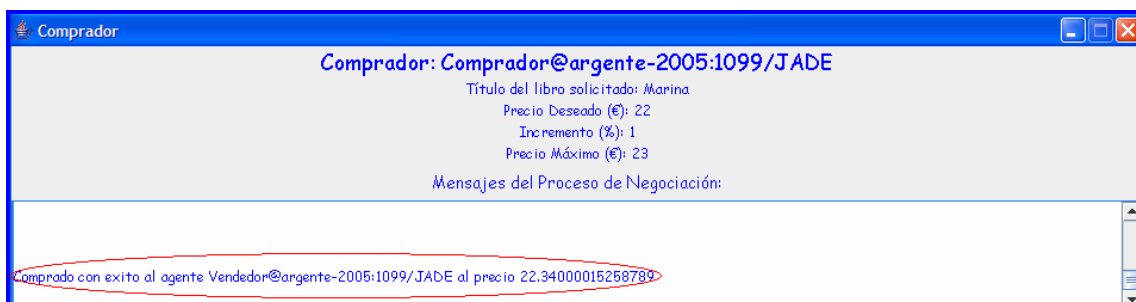 Comprador
Comprador: Comprador@argente-2005:1099/JADE
Título del libro solicitado: Marina
Precio Deseado (€): 22
Incremento (%): 1
Precio Máximo (€): 23
Mensajes del Proceso de Negociación:
Comprado con exito al agente Vendedor@argente-2005:1099/JADE al precio 22.34000015258789